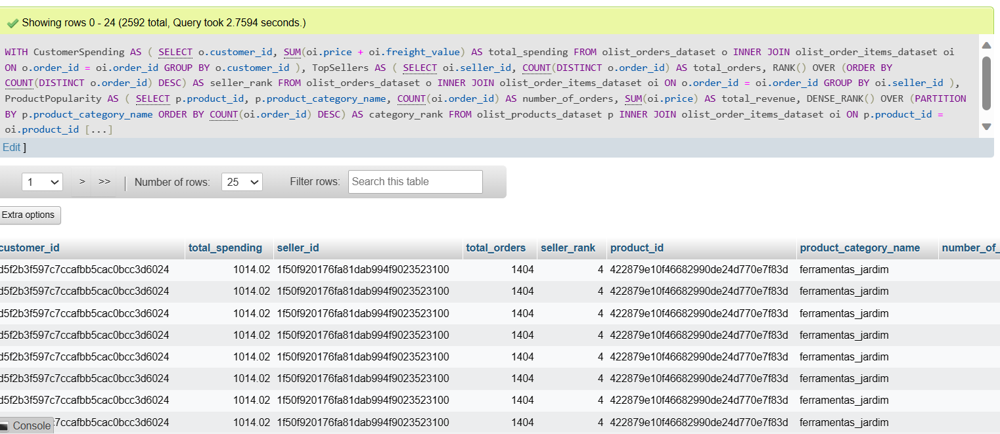 Showing rows 0 - 24 (2592 total, Query took 2.7594 seconds.)
WITH CustomerSpending AS ( SELECT o.customer_id, SUM(oi.price + oi.freight_value) AS total_spending FROM olist_orders_dataset o INNER JOIN olist_order_items_dataset oi
ON o.order_id = oi.order_id GROUP BY o.customer_id ), TopSellers AS ( SELECT oi.seller_id, COUNT(DISTINCT o.order_id) AS total_orders, RANK() OVER (ORDER BY
COUNT(DISTINCT o.order_id) DESC) AS seller_rank FROM olist_orders_dataset o INNER JOIN olist_order_items_dataset oi ON o.order_id = oi.order_id GROUP BY oi.seller_id ),
ProductPopularity AS ( SELECT p.product_id, p.product_category_name, COUNT(oi.order_id) AS number_of_orders, SUM(oi.price) AS total_revenue, DENSE_RANK() OVER (PARTITION
BY p.product_category_name ORDER BY COUNT(oi.order_id) DESC) AS category_rank FROM olist_products_dataset p INNER JOIN olist_order_items_dataset oi ON p.product_id =
oi.product_id [...]
Edit ]
1 > >> | Number of rows: 25 Filter rows: Search this table
Extra options
customer_id total_spending seller_id total_orders seller_rank product_id product_category_name number_of_
d5f2b3f597c7ccafbb5cac0bcc3d6024 1014.02 1f50f920176fa81dab994f9023523100 1404 4 422879e10f46682990de24d770e7f83d ferramentas_jardim
d5f2b3f597c7ccafbb5cac0bcc3d6024 1014.02 1f50f920176fa81dab994f9023523100 1404 4 422879e10f46682990de24d770e7f83d ferramentas_jardim
d5f2b3f597c7ccafbb5cac0bcc3d6024 1014.02 1f50f920176fa81dab994f9023523100 1404 4 422879e10f46682990de24d770e7f83d ferramentas_jardim
d5f2b3f597c7ccafbb5cac0bcc3d6024 1014.02 1f50f920176fa81dab994f9023523100 1404 4 422879e10f46682990de24d770e7f83d ferramentas_jardim
d5f2b3f597c7ccafbb5cac0bcc3d6024 1014.02 1f50f920176fa81dab994f9023523100 1404 4 422879e10f46682990de24d770e7f83d ferramentas_jardim
d5f2b3f597c7ccafbb5cac0bcc3d6024 1014.02 1f50f920176fa81dab994f9023523100 1404 4 422879e10f46682990de24d770e7f83d ferramentas_jardim
d5f2b3f597c7ccafbb5cac0bcc3d6024 1014.02 1f50f920176fa81dab994f9023523100 1404 4 422879e10f46682990de24d770e7f83d ferramentas_jardim
Console 7ccafbb5cac0bcc3d6024 1014.02 1f50f920176fa81dab994f9023523100 1404 4 422879e10f46682990de24d770e7f83d ferramentas_jardim